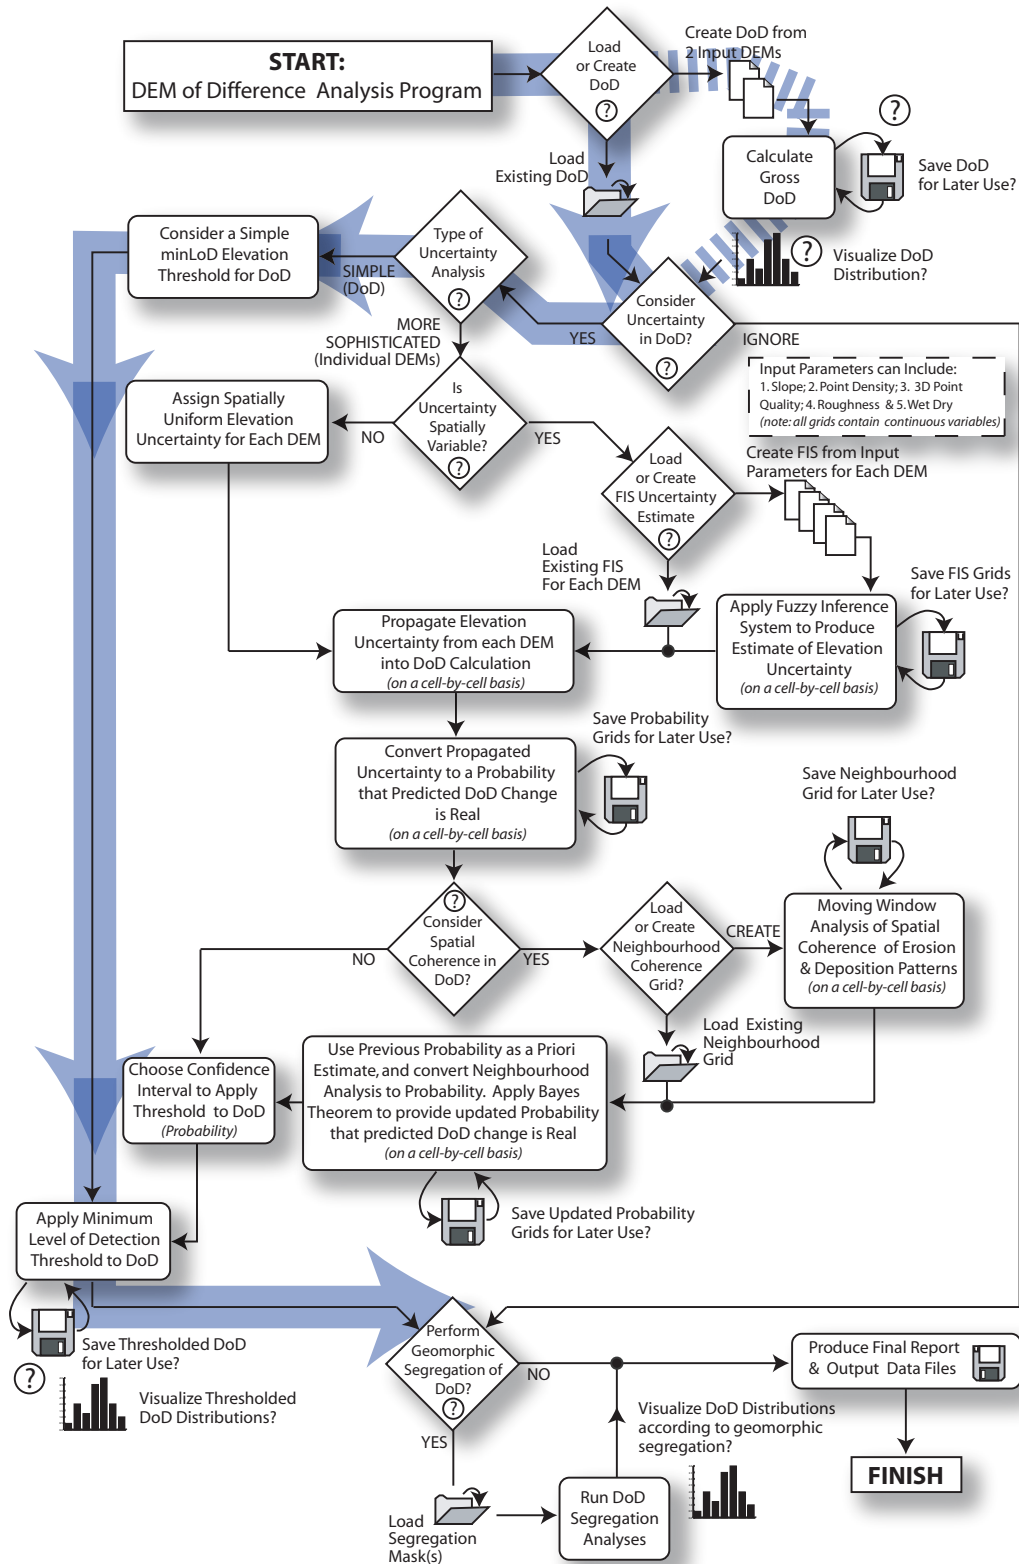 START:
DEM of Difference Analysis Program
Load
or Create
DoD
?
Create DoD from
2 Input DEMs
Load
Existing DoD
Calculate
Gross
DoD
?
Save DoD
for Later Use?
?
Visualize DoD
Distribution?
Consider a Simple
minLoD Elevation
Threshold for DoD
Type of
Uncertainty
Analysis
?
SIMPLE
(DoD)
Consider
Uncertainty
in DoD?
?
YES
IGNORE
MORE
SOPHISTICATED
(Individual DEMs)
Input Parameters can Include:
1. Slope; 2. Point Density; 3. 3D Point
Quality; 4. Roughness & 5. Wet Dry
(note: all grids contain continuous variables)
Assign Spatially
Uniform Elevation
Uncertainty for Each DEM
NO
Is
Uncertainty
Spatially
Variable?
?
YES
Load
or Create
FIS Uncertainty
Estimate
?
Create FIS from Input
Parameters for Each DEM
Load
Existing FIS
For Each DEM
Save FIS Grids
for Later Use?
Propagate Elevation
Uncertainty from each DEM
into DoD Calculation
(on a cell-by-cell basis)
Apply Fuzzy Inference
System to Produce
Estimate of Elevation
Uncertainty
(on a cell-by-cell basis)
Save Probability
Grids for Later Use?
Convert Propagated
Uncertainty to a Probability
that Predicted DoD Change
is Real
(on a cell-by-cell basis)
Save Neighbourhood
Grid for Later Use?
?
Consider
Spatial
Coherence in
DoD?
NO
YES
Load
or Create
Neighbourhood
Coherence
Grid?
CREATE
Moving Window
Analysis of Spatial
Coherence of Erosion
& Deposition Patterns
(on a cell-by-cell basis)
Load Existing
Neighbourhood
Grid
Choose Confidence
Interval to Apply
Threshold to DoD
(Probability)
Use Previous Probability as a Priori
Estimate, and convert Neighbourhood
Analysis to Probability. Apply Bayes
Theorem to provide updated Probability
that predicted DoD change is Real
(on a cell-by-cell basis)
Save Updated Probability
Grids for Later Use?
Apply Minimum
Level of Detection
Threshold to DoD
Save Thresholded DoD
for Later Use?
?
Visualize Thresholded
DoD Distributions?
Perform
Geomorphic
Segregation of
DoD?
?
NO
YES
Produce Final Report
& Output Data Files
Visualize DoD Distributions
according to geomorphic
segregation?
FINISH
Load
Segregation
Mask(s)
Run DoD
Segregation
Analyses